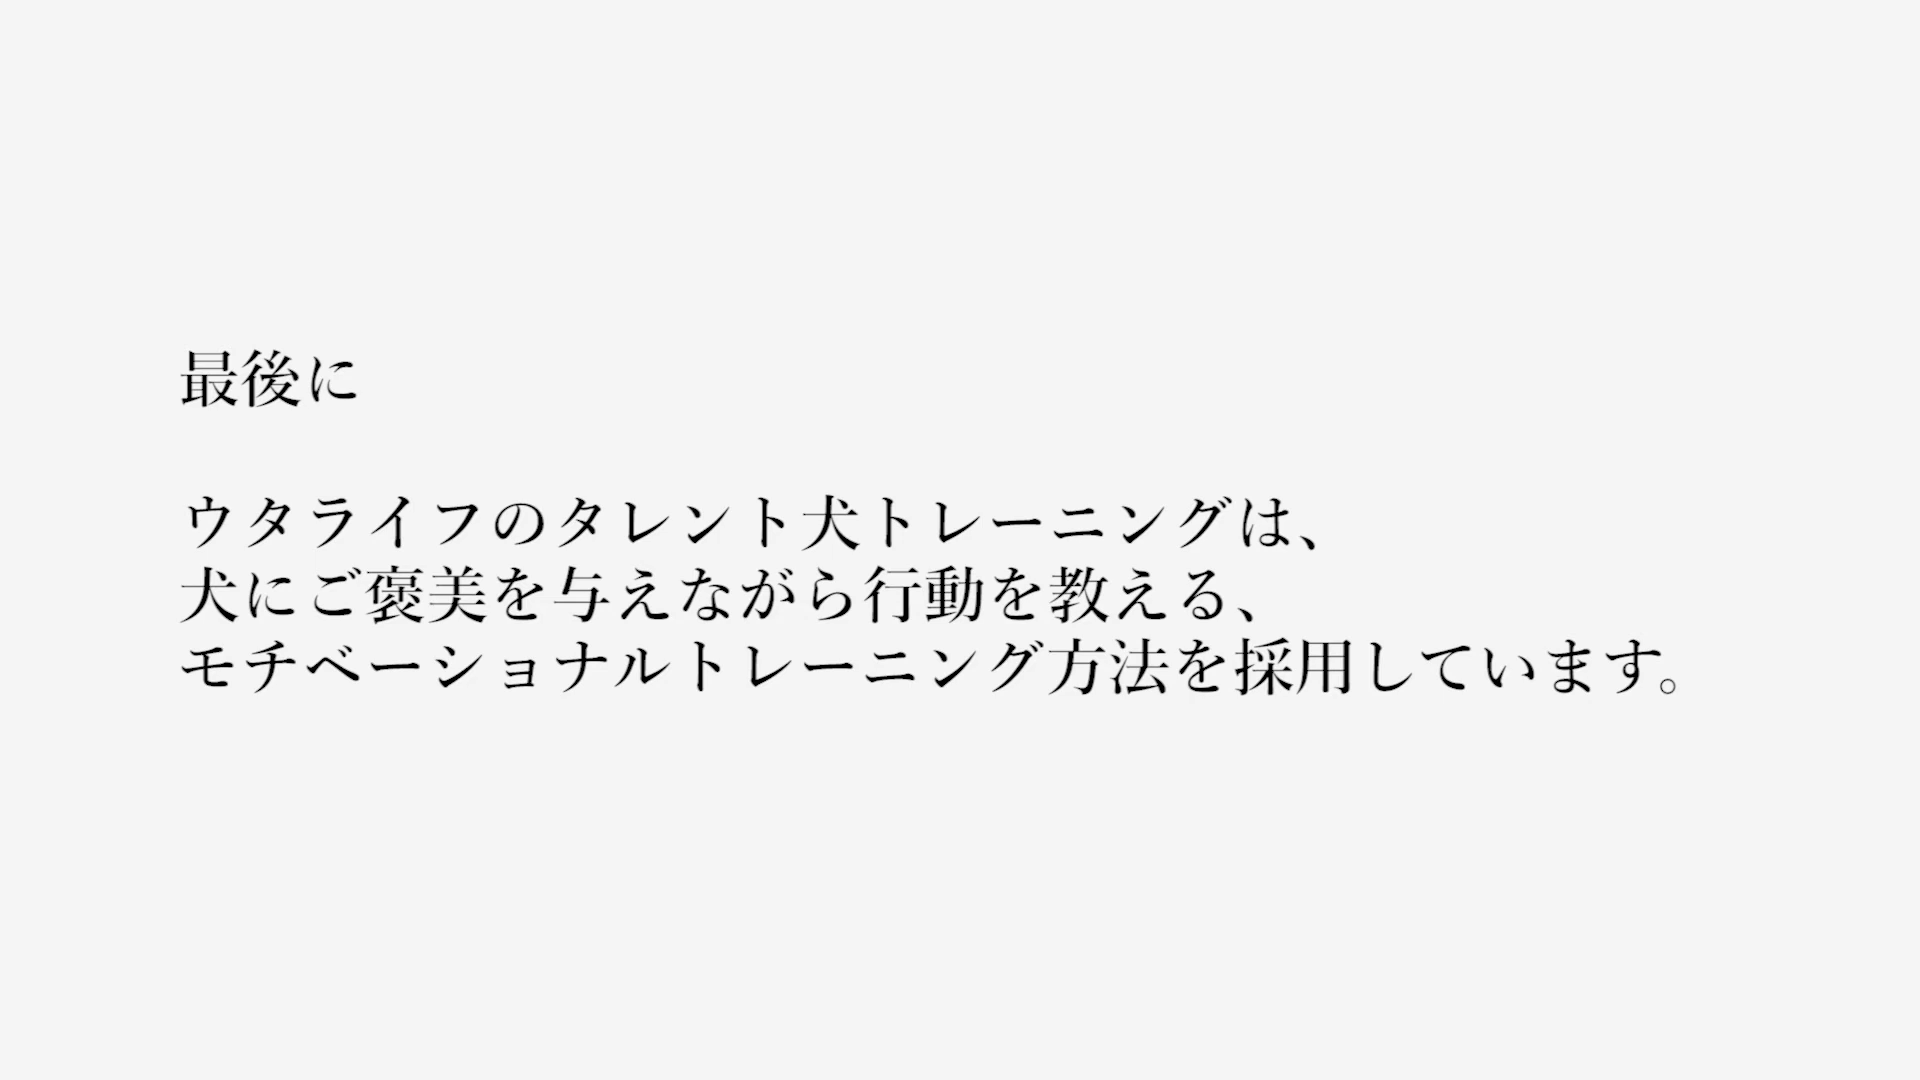 最後に
ウタライフのタレント犬トレーニングは、
犬にご褒美を与えながら行動を教える、
モチベーショナルトレーニング方法を採用しています。